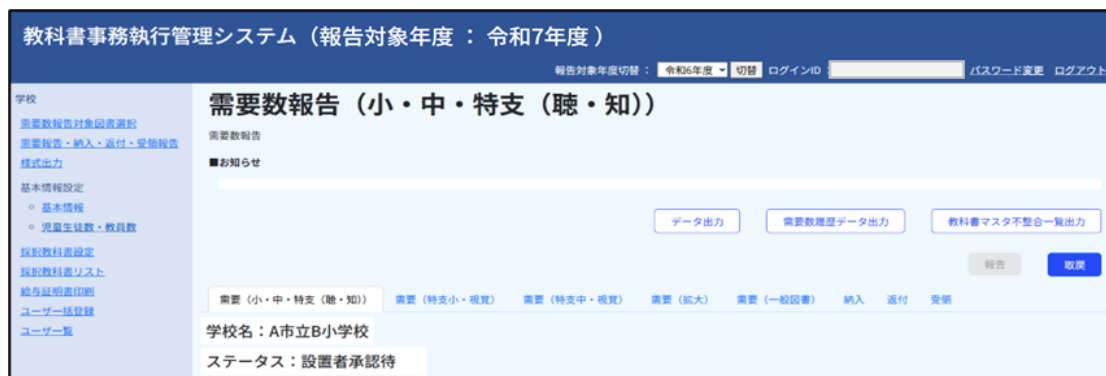 教科書事務執行管理システム（報告対象年度 ： 令和7年度 ）
報告対象年度切替 ： 令和6年度 切替 ログインID : パスワード変更 ログアウト
学校
需要数報告対象図書選択
需要報告・納入・返付・受領報告
様式出力
基本情報設定
基本情報
児童生徒数・教員数
採択教科書設定
採択教科書リスト
給与証明書印刷
ユーザー括登録
ユーザー覧
需要数報告（小・中・特支（聴・知））
需要数報告
■お知らせ
データ出力 需要数履歴データ出力 教科書マスタ不整合一覧出力
報告 取戻
需要（小・中・特支（聴・知）） 需要（特支小・視覚） 需要（特支中・視覚） 需要（拡大） 需要（一般図書） 納入 返付 受領
学校名：A市立B小学校
ステータス：設置者承認待